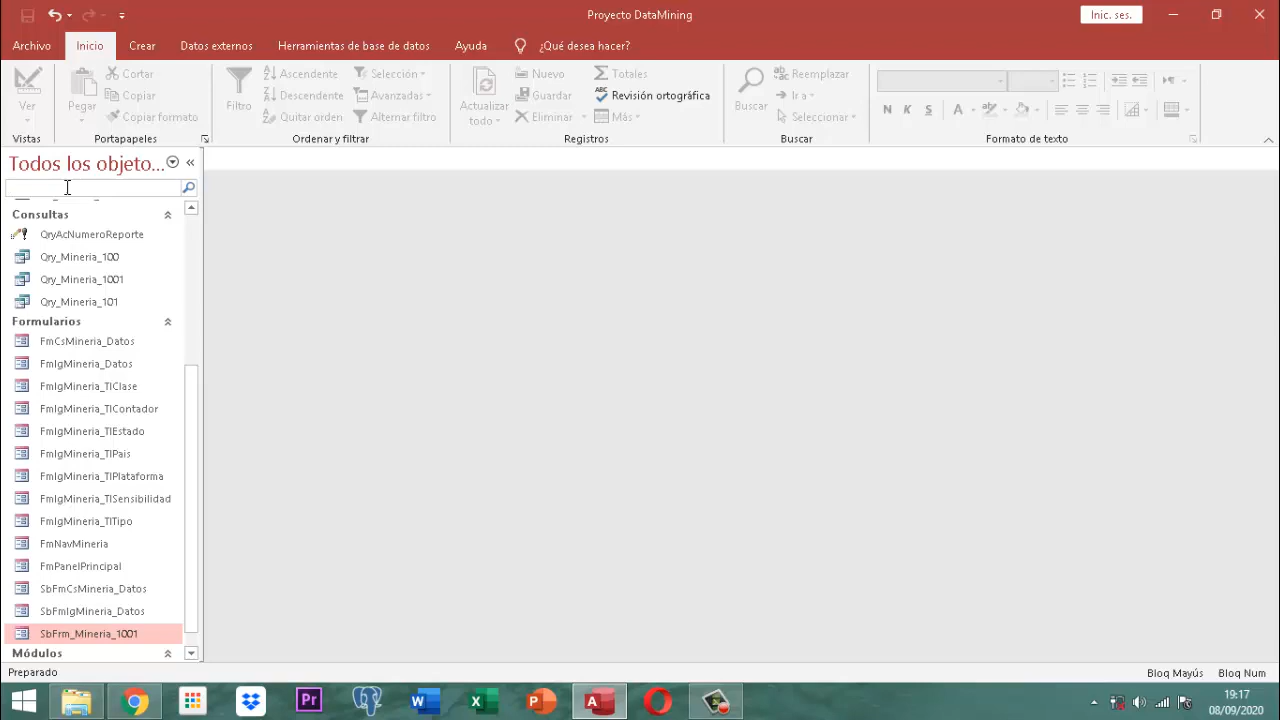 Proyecto DataMining
Inic. ses.
Archivo Inicio Crear Datos externos Herramientas de base de datos Ayuda ¿Qué desea hacer?
Ver
Vistas
Pegar
Cortar
Copiar
Copiar formato
Portapapeles
Filtro
Ascendente
Descendente
Quitar orden
Selección
Avanzadas
Alternar filtro
Ordenar y filtrar
Actualizar
todo
Nuevo
Guardar
Eliminar
Totales
Revisión ortográfica
Más
Registros
Buscar
Reemplazar
Ir a
Seleccionar
Buscar
N K S A
Formato de texto
Todos los objeto...
Consultas
QryAcNumeroReporte
Qry_Mineria_100
Qry_Mineria_1001
Qry_Mineria_101
Formularios
FmCsMineria_Datos
FmIgMineria_Datos
FmIgMineria_TlClase
FmIgMineria_TlContador
FmIgMineria_TlEstado
FmIgMineria_TlPais
FmIgMineria_TlPlataforma
FmIgMineria_TlSensibilidad
FmIgMineria_TlTipo
FmNavMineria
FmPanelPrincipal
SbFmCsMineria_Datos
SbFmIgMineria_Datos
SbFrm_Mineria_1001
Módulos
Preparado
Bloq Mayús Bloq Num
Pr
W
X
P
A
19:17
08/09/2020